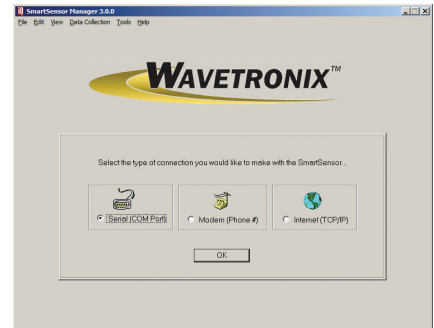 SmartSensor Manager 3.0.0
File Edit View Data Collection Tools Help
WAVETRONIX™
Select the type of connection you would like to make with the SmartSensor...
Serial (COM Port) Modem (Phone #) Internet (TCP/IP)
OK